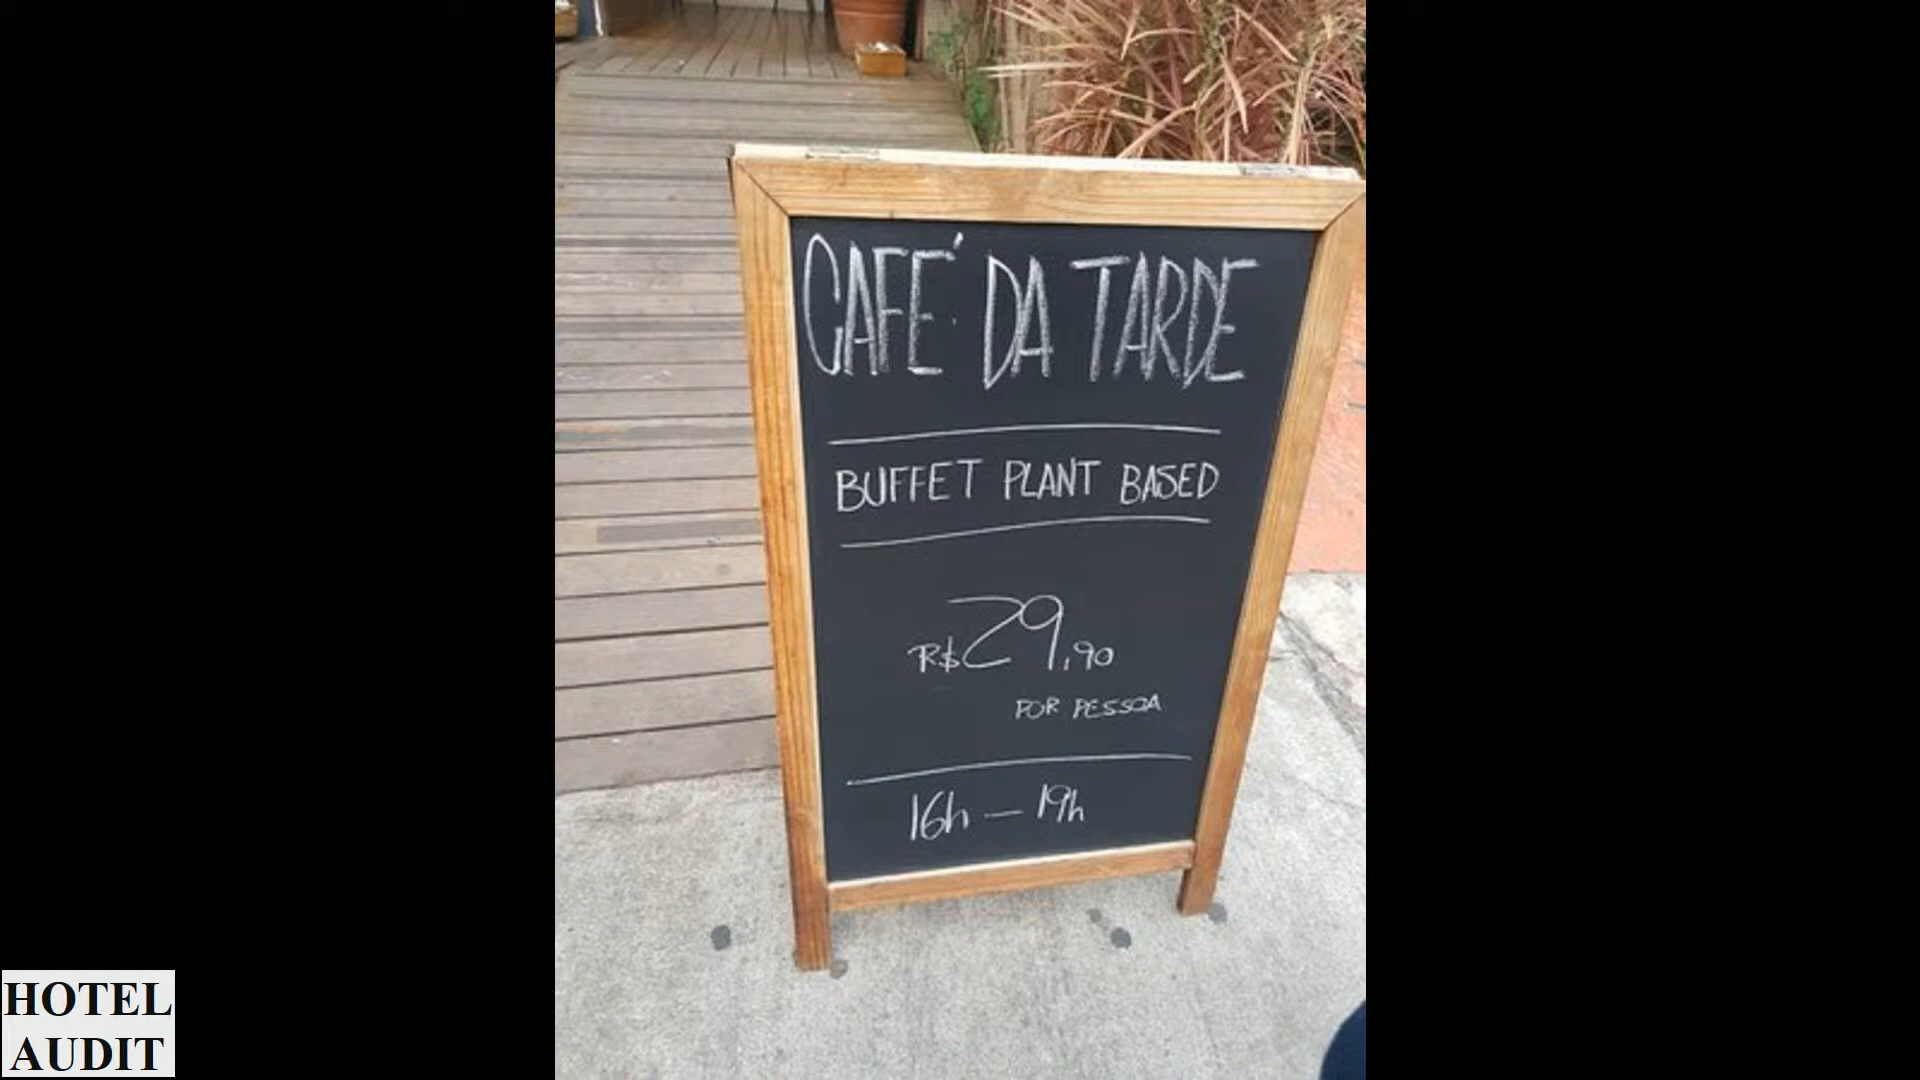 CAFÉ DA TARDE
BUFFET PLANT BASED
R$29,90
POR PESSOA
16h — 19h
HOTEL
AUDIT